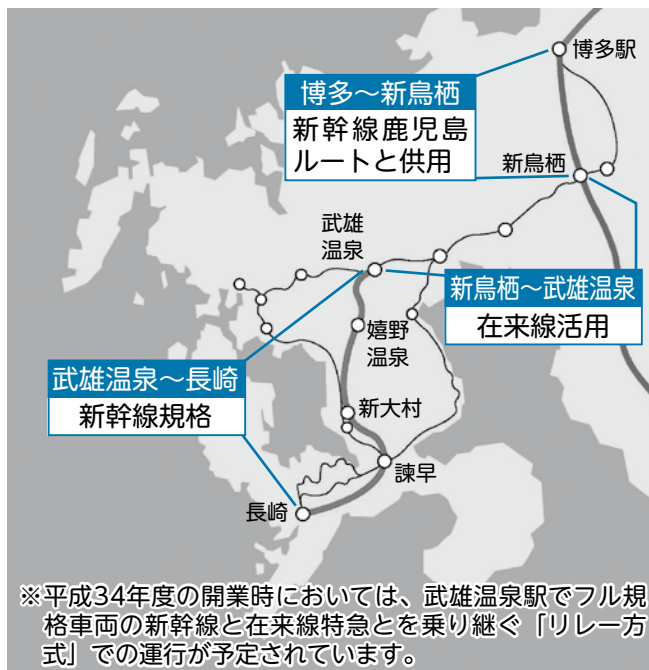 博多駅
博多～新鳥栖
新幹線鹿児島
ルートと供用
新鳥栖
武雄
温泉
新鳥栖～武雄温泉
在来線活用
嬉野
温泉
武雄温泉～長崎
新幹線規格
新大村
諫早
長崎
※平成34年度の開業時においては、武雄温泉駅でフル規
格車両の新幹線と在来線特急とを乗り継ぐ「リレー方
式」での運行が予定されています。